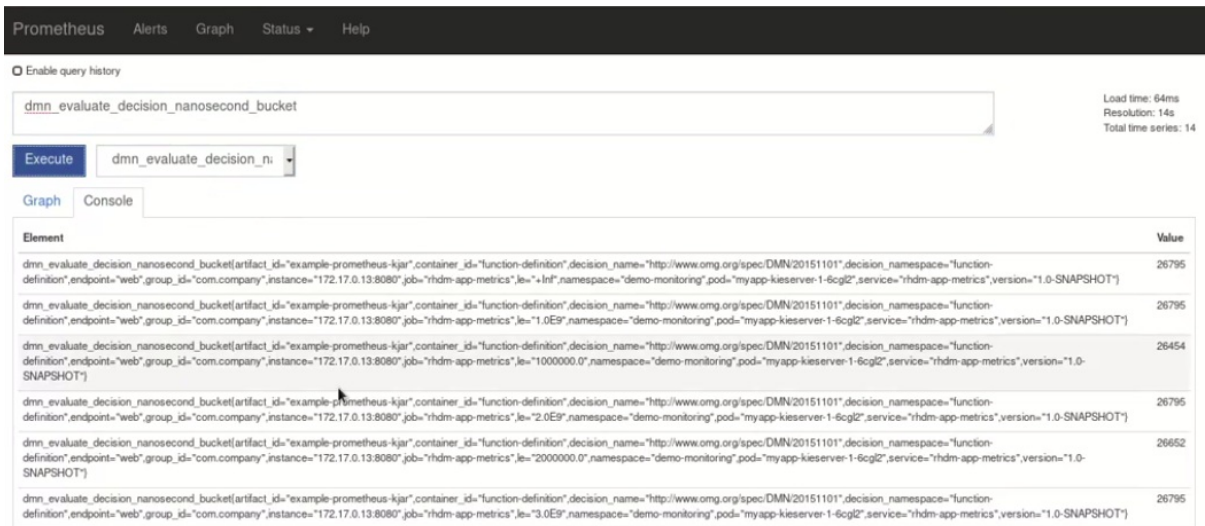 Prometheus Alerts Graph Status Help
Enable query history
dmn_evaluate_decision_nanosecond_bucket
Load time: 64ms
Resolution: 14s
Total time series: 14
Execute dmn_evaluate_decision_na
Graph Console
Element Value
dmn_evaluate_decision_nanosecond_bucket{artifact_id="example-prometheus-kjar",container_id="function-definition",decision_name="http://www.omg.org/spec/DMN/20151101",decision_namespace="function- 26795
definition",endpoint="web",group_id="com.company",instance="172.17.0.13:8080",job="rhdm-app-metrics",le="+Inf",namespace="demo-monitoring",pod="myapp-kieserver-1-6cgl2",service="rhdm-app-metrics",version="1.0-SNAPSHOT"}
dmn_evaluate_decision_nanosecond_bucket{artifact_id="example-prometheus-kjar",container_id="function-definition",decision_name="http://www.omg.org/spec/DMN/20151101",decision_namespace="function- 26795
definition",endpoint="web",group_id="com.company",instance="172.17.0.13:8080",job="rhdm-app-metrics",le="1.0E9",namespace="demo-monitoring",pod="myapp-kieserver-1-6cgl2",service="rhdm-app-metrics",version="1.0-SNAPSHOT"}
dmn_evaluate_decision_nanosecond_bucket{artifact_id="example-prometheus-kjar",container_id="function-definition",decision_name="http://www.omg.org/spec/DMN/20151101",decision_namespace="function- 26454
definition",endpoint="web",group_id="com.company",instance="172.17.0.13:8080",job="rhdm-app-metrics",le="1000000.0",namespace="demo-monitoring",pod="myapp-kieserver-1-6cgl2",service="rhdm-app-metrics",version="1.0-
SNAPSHOT"}
dmn_evaluate_decision_nanosecond_bucket{artifact_id="example-prometheus-kjar",container_id="function-definition",decision_name="http://www.omg.org/spec/DMN/20151101",decision_namespace="function- 26795
definition",endpoint="web",group_id="com.company",instance="172.17.0.13:8080",job="rhdm-app-metrics",le="2.0E9",namespace="demo-monitoring",pod="myapp-kieserver-1-6cgl2",service="rhdm-app-metrics",version="1.0-SNAPSHOT"}
dmn_evaluate_decision_nanosecond_bucket{artifact_id="example-prometheus-kjar",container_id="function-definition",decision_name="http://www.omg.org/spec/DMN/20151101",decision_namespace="function- 26652
definition",endpoint="web",group_id="com.company",instance="172.17.0.13:8080",job="rhdm-app-metrics",le="2000000.0",namespace="demo-monitoring",pod="myapp-kieserver-1-6cgl2",service="rhdm-app-metrics",version="1.0-
SNAPSHOT"}
dmn_evaluate_decision_nanosecond_bucket{artifact_id="example-prometheus-kjar",container_id="function-definition",decision_name="http://www.omg.org/spec/DMN/20151101",decision_namespace="function- 26795
definition",endpoint="web",group_id="com.company",instance="172.17.0.13:8080",job="rhdm-app-metrics",le="3.0E9",namespace="demo-monitoring",pod="myapp-kieserver-1-6cgl2",service="rhdm-app-metrics",version="1.0-SNAPSHOT"}